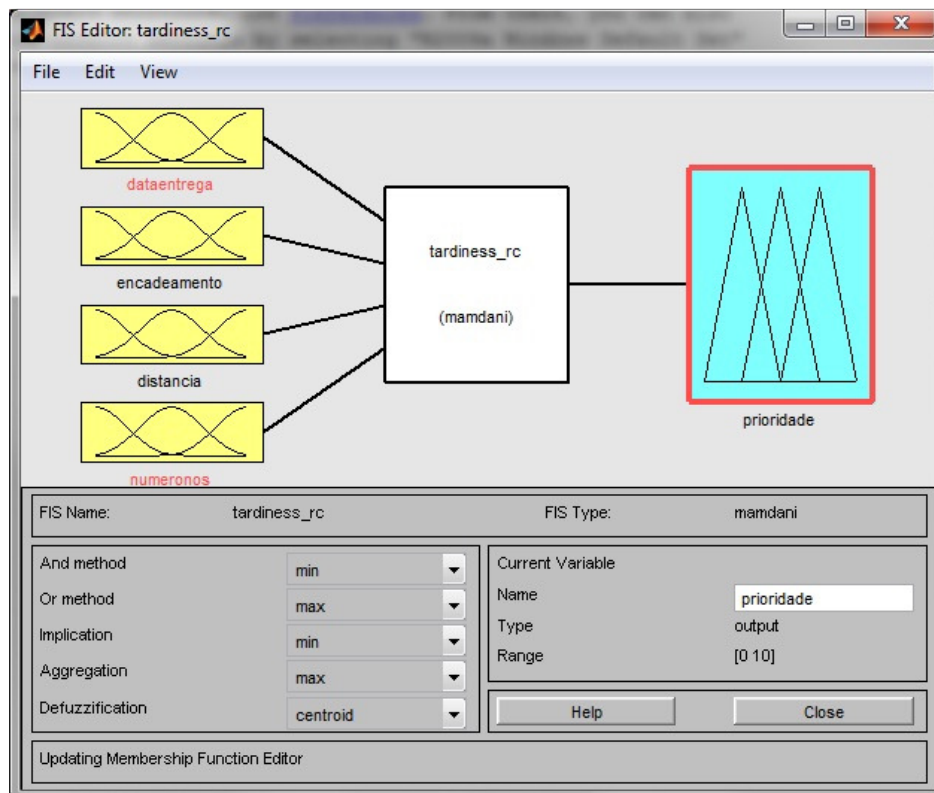 FIS Editor: tardiness_rc
by selecting "
File Edit View
dataentrega
encadeamento
distancia
numeronos
tardiness_rc
(mamdani)
prioridade
FIS Name: tardiness_rc FIS Type: mamdani
And method min
Or method max
Implication min
Aggregation max
Defuzzification centroid
Current Variable
Name prioridade
Type output
Range [0 10]
Help Close
Updating Membership Function Editor